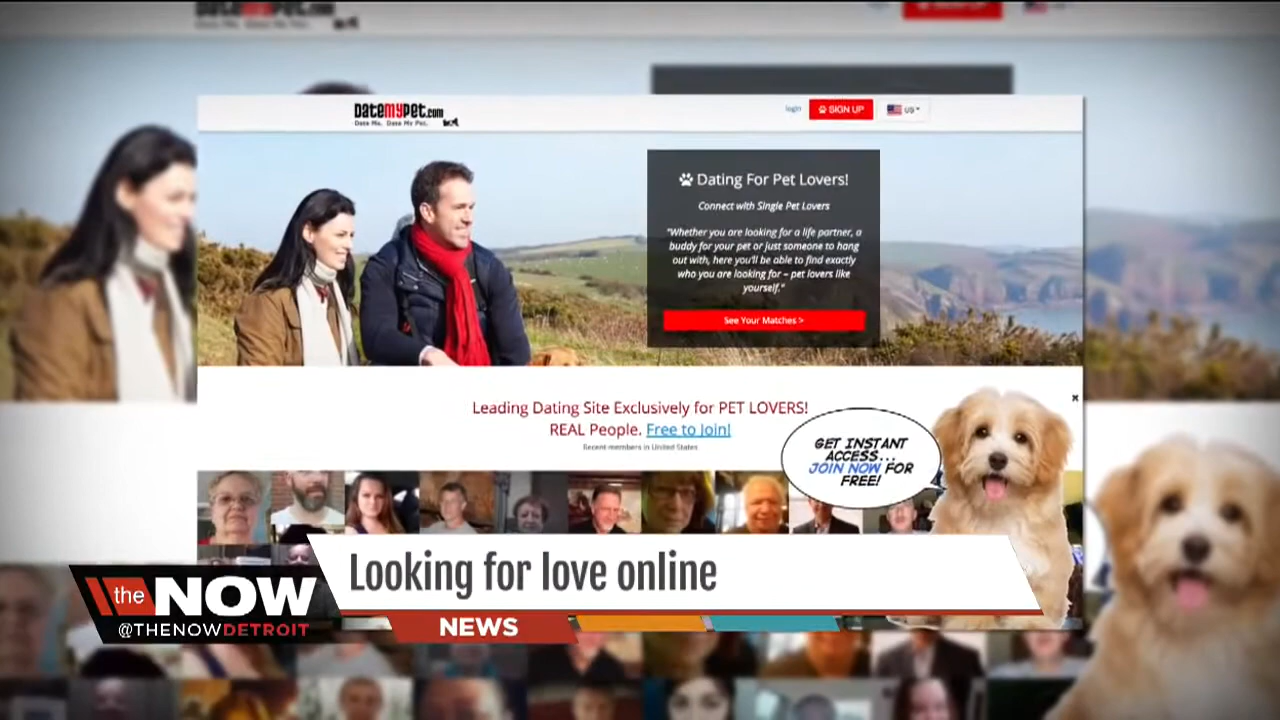 DateMyPet.com
Date Me. Date My Pet.
login
SIGN UP
US
Dating For Pet Lovers!
Connect with Single Pet Lovers
"Whether you are looking for a life partner, a
buddy for your pet or just someone to hang
out with, here you'll be able to find exactly
who you are looking for – pet lovers like
yourself."
See Your Matches >
Leading Dating Site Exclusively for PET LOVERS!
REAL People. Free to Join!
Recent members in United States
GET INSTANT
ACCESS...
JOIN NOW FOR
FREE!
Looking for love online
the NOW
@THENOWDETROIT
NEWS